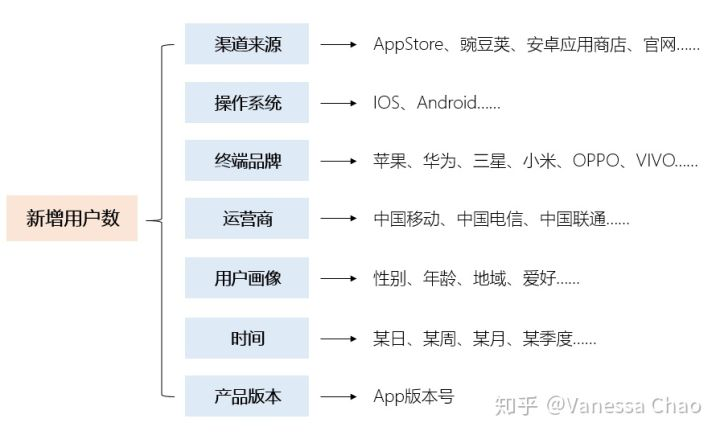 渠道来源 AppStore、豌豆荚、安卓应用商店、官网……
操作系统 IOS、Android……
终端品牌 苹果、华为、三星、小米、OPPO、VIVO……
新增用户数
运营商 中国移动、中国电信、中国联通……
用户画像 性别、年龄、地域、爱好……
时间 某日、某周、某月、某季度……
产品版本 App版本号
知乎 @Vanessa Chao